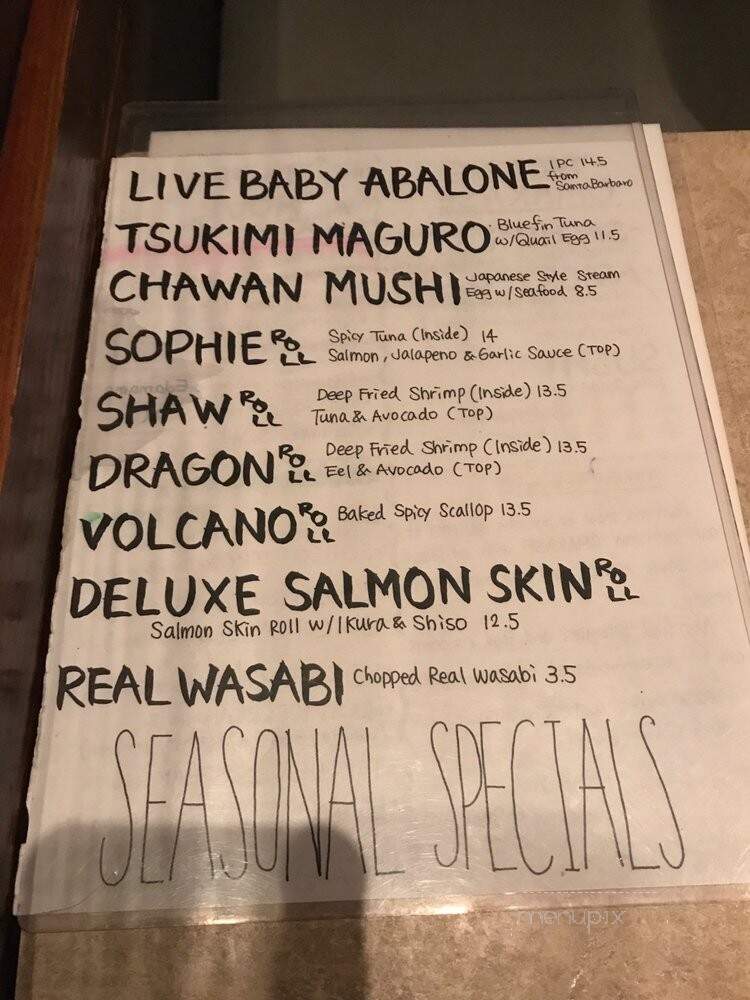 LIVE BABY ABALONE 1 PC 14.5
from
Santa Barbara
TSUKIMI MAGURO Bluefin Tuna
w/Quail Egg 11.5
CHAWAN MUSHI Japanese Style Steam
Egg w/Seafood 8.5
SOPHIE ROLL Spicy Tuna (Inside) 14
Salmon, Jalapeno & Garlic Sauce (TOP)
SHAW ROLL Deep Fried Shrimp (Inside) 13.5
Tuna & Avocado (TOP)
DRAGON ROLL Deep Fried Shrimp (Inside) 13.5
Eel & Avocado (TOP)
VOLCANO ROLL Baked Spicy Scallop 13.5
DELUXE SALMON SKIN ROLL
Salmon Skin Roll w/Ikura & Shiso 12.5
REAL WASABI Chopped Real Wasabi 3.5
SEASONAL SPECIALS
menupix